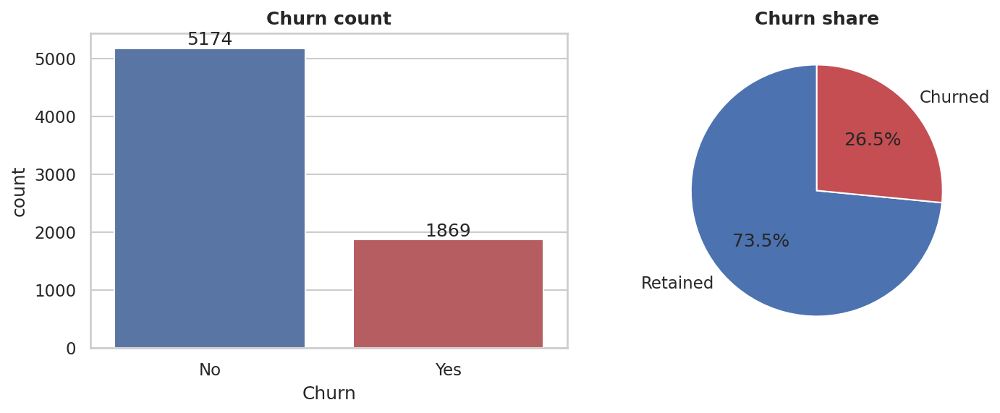 Churn count
5174
5000
4000
3000
2000
1000
0
1869
count
No
Yes
Churn
Churn share
Churned
26.5%
73.5%
Retained